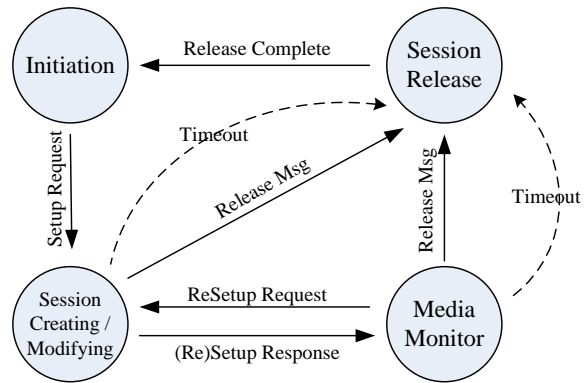 Initiation
Release Complete
Session
Release
Timeout
Setup Request
Release Msg
Release Msg
Timeout
Session
Creating /
Modifying
ReSetup Request
(Re)Setup Response
Media
Monitor